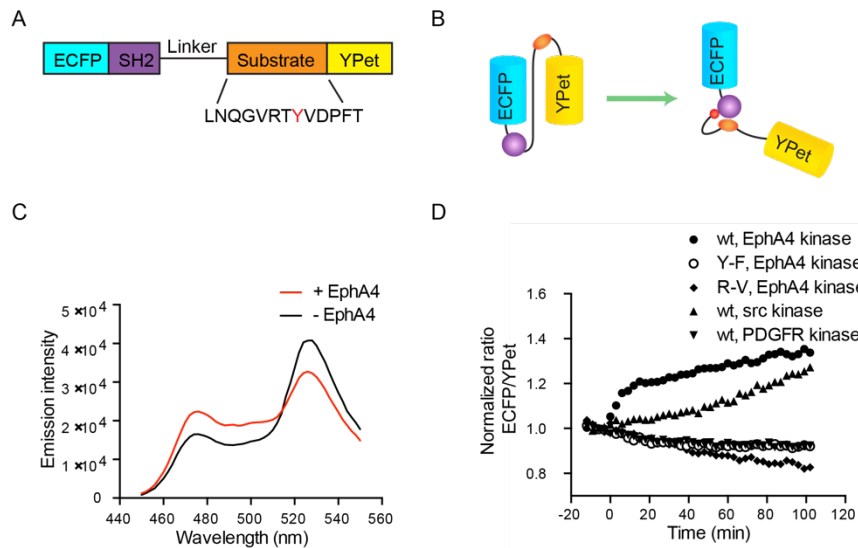 A
ECFP SH2 Linker Substrate YPet
LNQGVRTYVDPFT
B
ECFP YPet
ECFP YPet
C
+ EphA4
- EphA4
Emission intensity
5×10⁴
4×10⁴
3×10⁴
2×10⁴
1×10⁴
0
440 460 480 500 520 540 560
Wavelength (nm)
D
wt, EphA4 kinase
Y-F, EphA4 kinase
R-V, EphA4 kinase
wt, src kinase
wt, PDGFR kinase
Normalized ratio
ECFP/YPet
1.6
1.4
1.2
1.0
0.8
-20 0 20 40 60 80 100 120
Time (min)